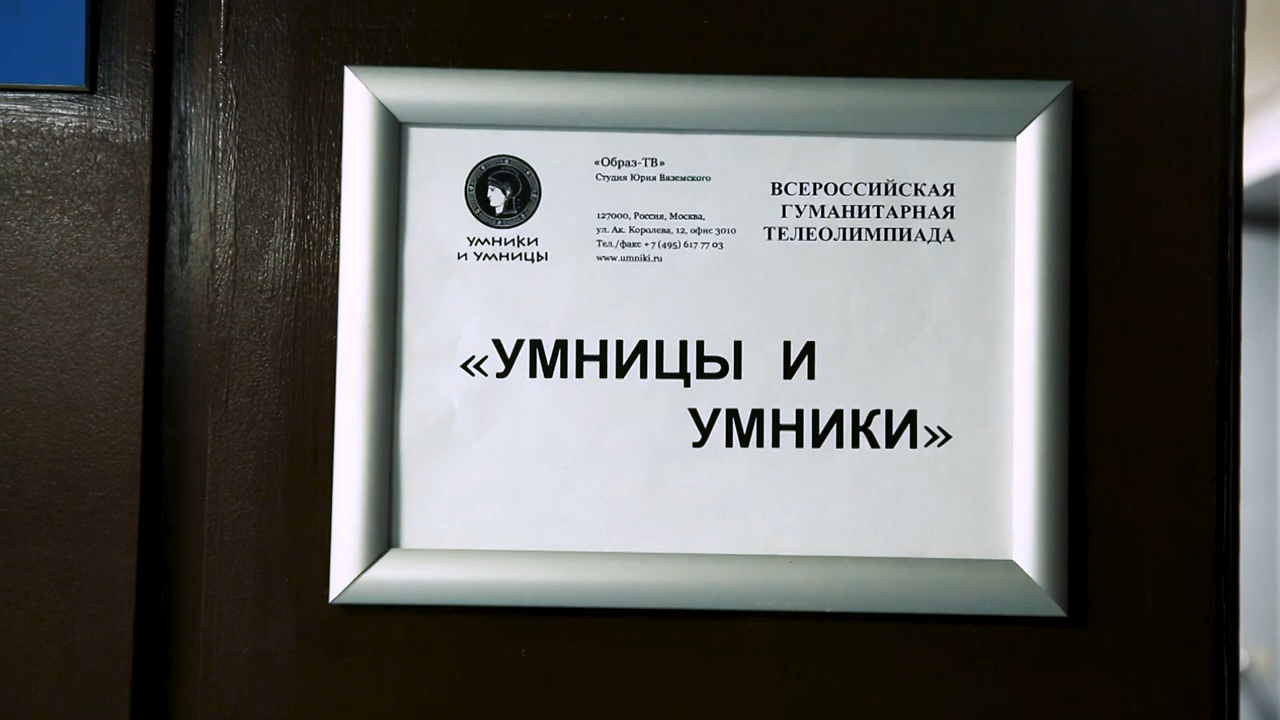 УМНИКИ
И УМНИЦЫ
«Образ-ТВ»
Студия Юрия Вяземского
127000, Россия, Москва,
ул. Ак. Королева, 12, офис 3010
Тел./факс + 7 (495) 617 77 03
www.umniki.ru
ВСЕРОССИЙСКАЯ
ГУМАНИТАРНАЯ
ТЕЛЕОЛИМПИАДА
«УМНИЦЫ И
УМНИКИ»